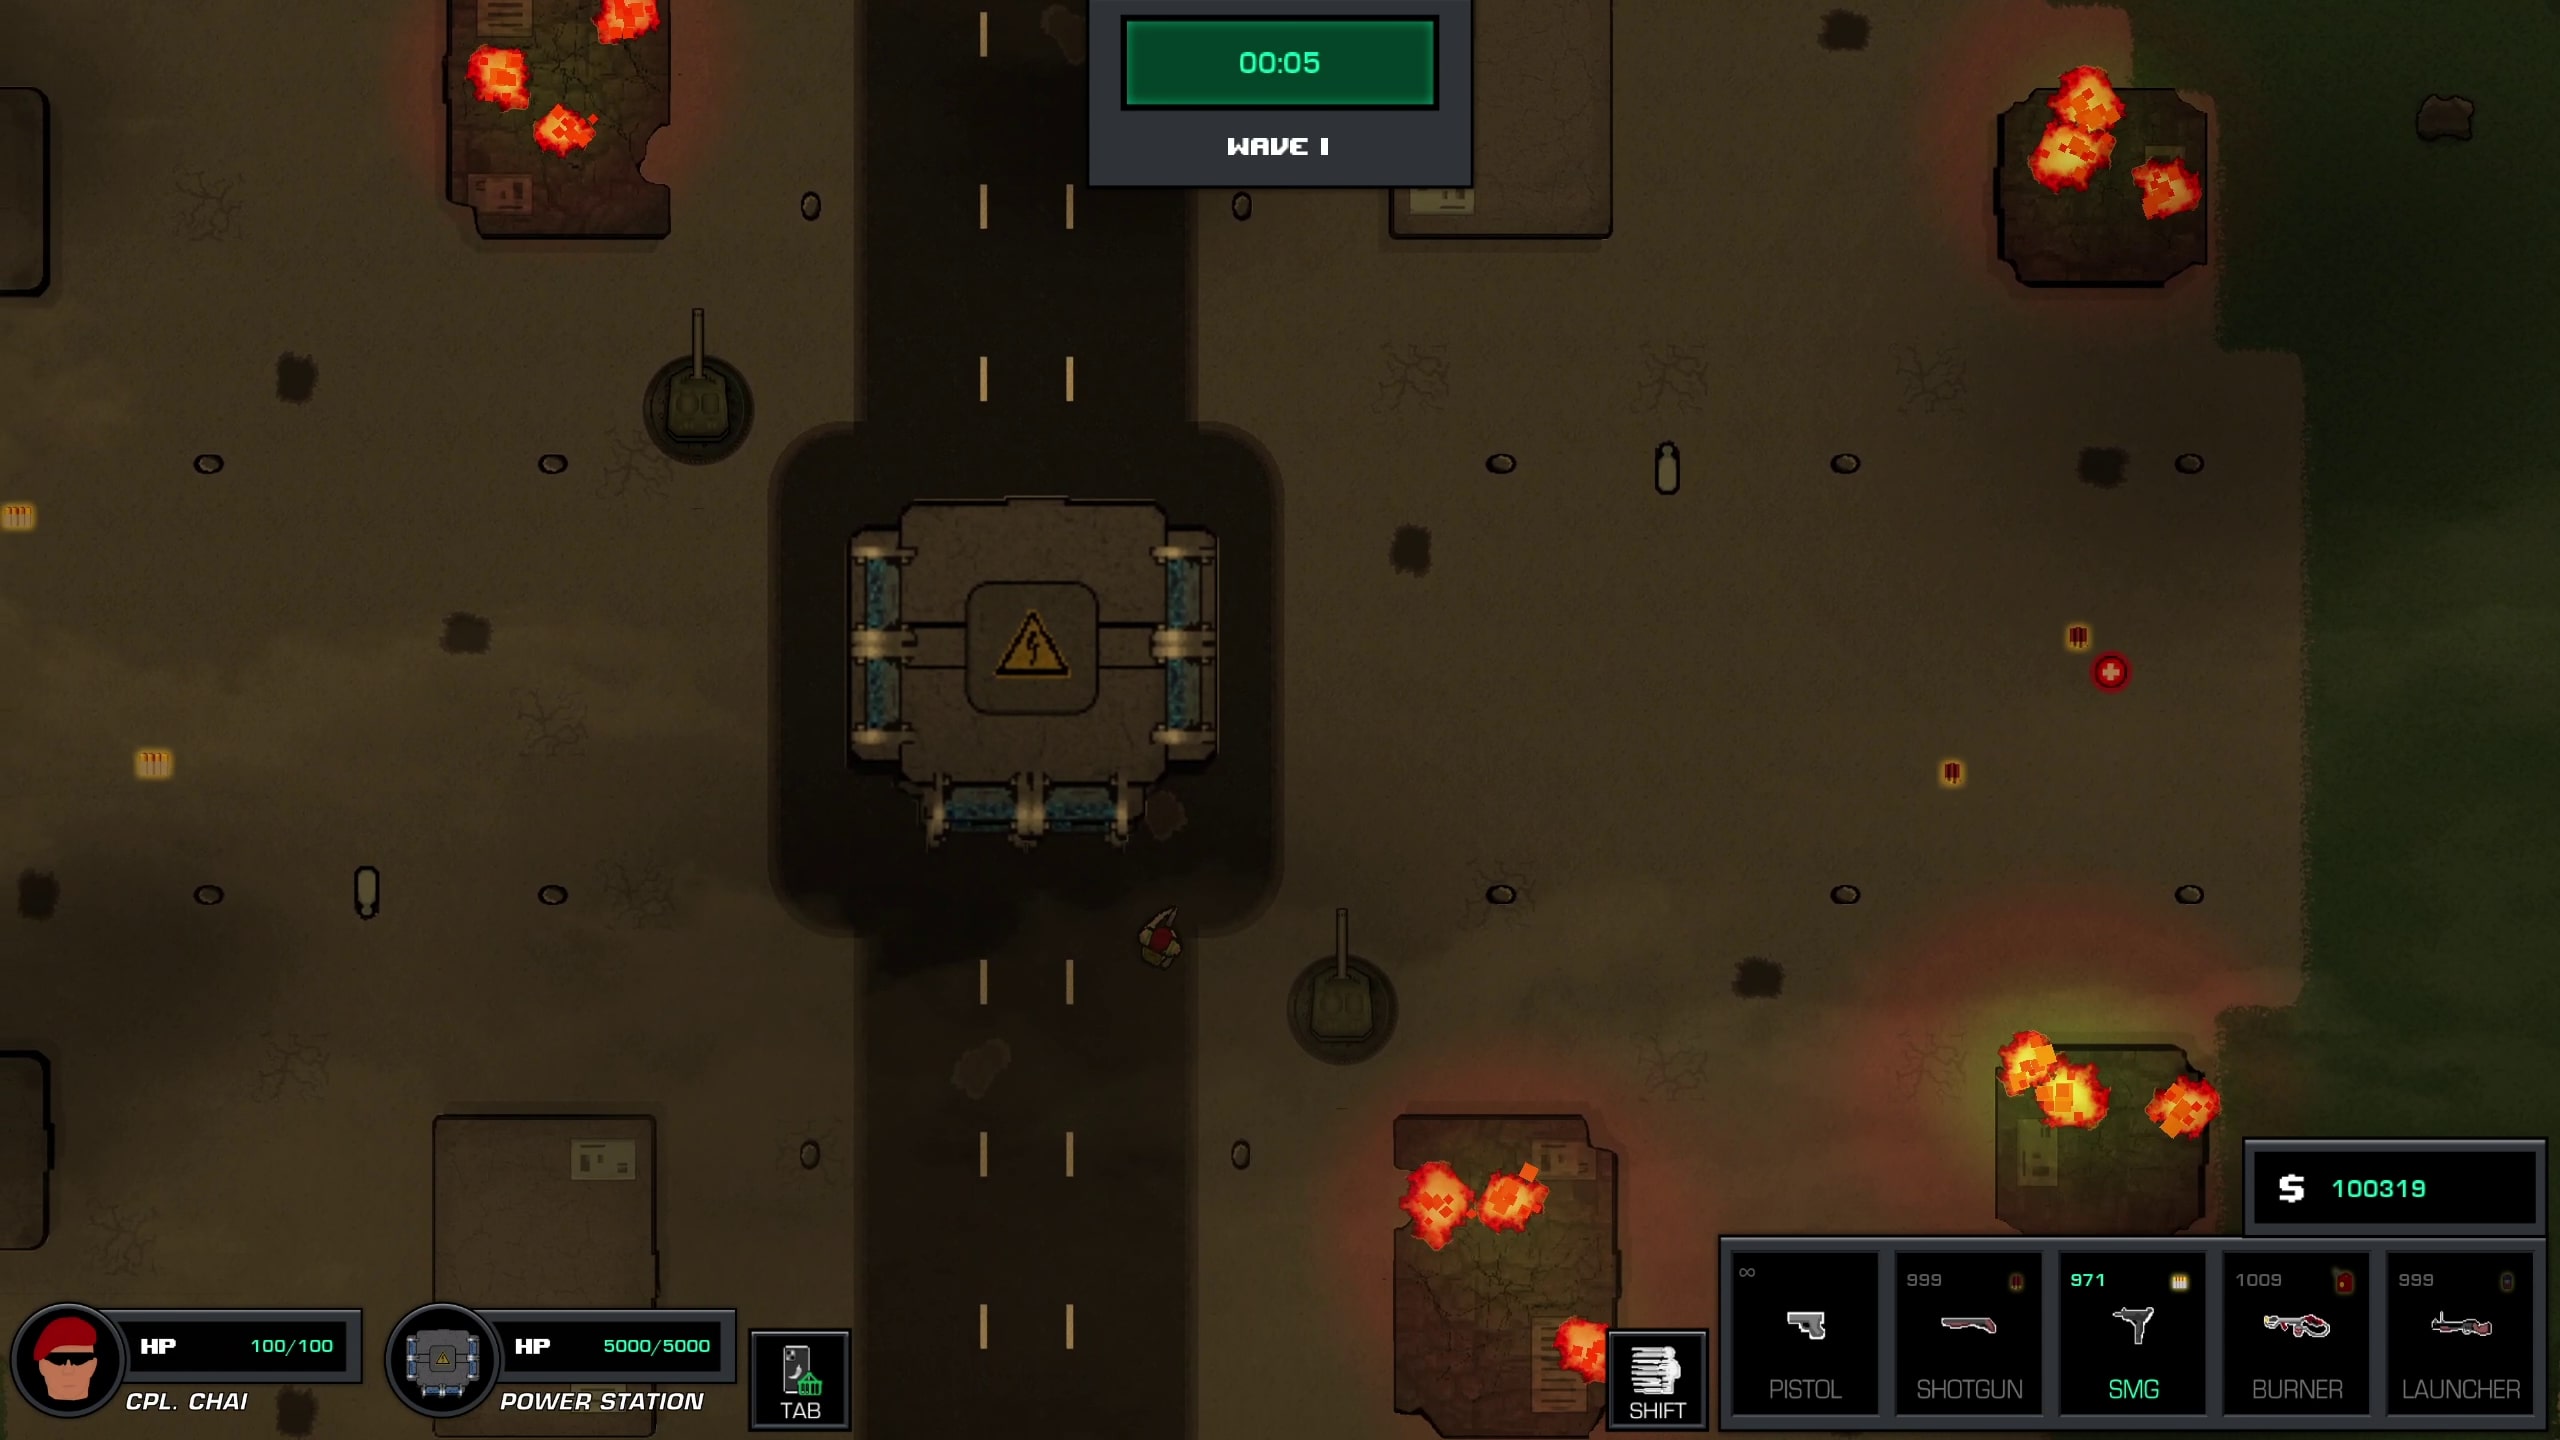 00:05
WAVE 1
$ 100319
HP 100/100
CPL. CHAI
HP 5000/5000
POWER STATION
TAB
SHIFT
∞
PISTOL
999
SHOTGUN
971
SMG
1009
BURNER
999
LAUNCHER